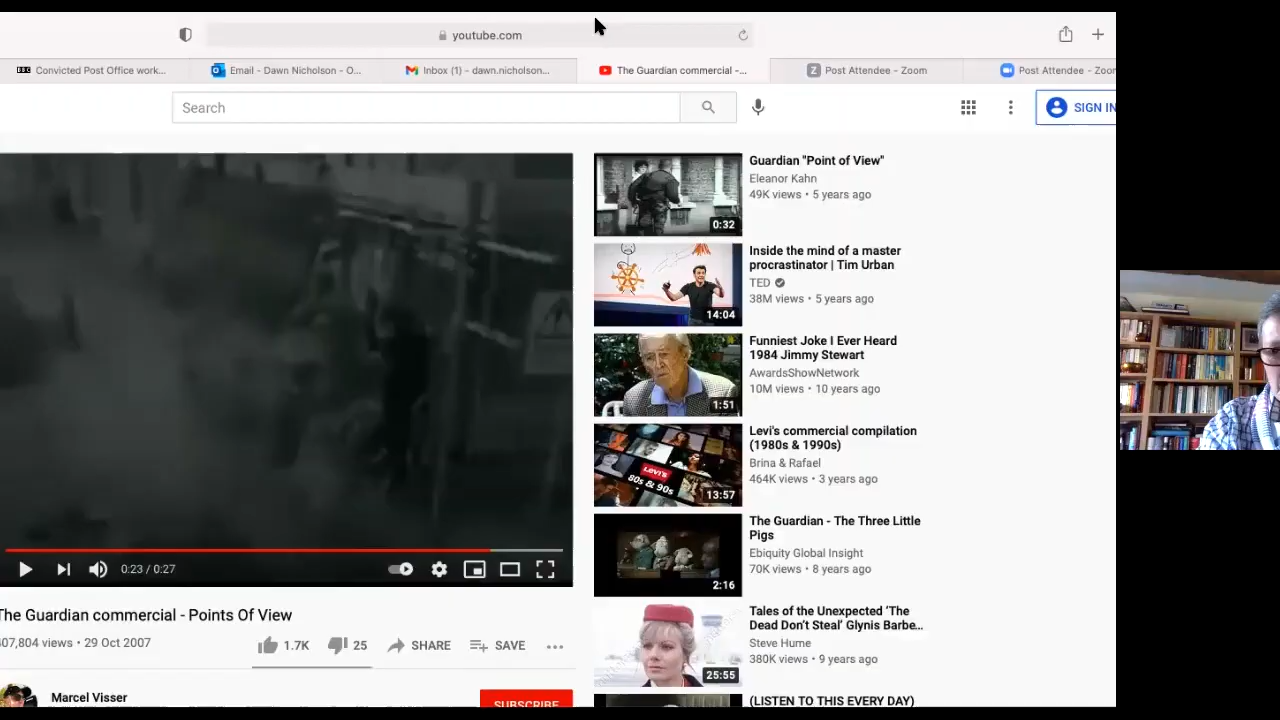 youtube.com
BBC Convicted Post Office work...
Email - Dawn Nicholson - O...
Inbox (1) - dawn.nicholson...
The Guardian commercial -...
Z Post Attendee - Zoom
Post Attendee - Zoom
Search
SIGN IN
Guardian "Point of View"
Eleanor Kahn
49K views • 5 years ago
0:32
Inside the mind of a master
procrastinator | Tim Urban
TED
38M views • 5 years ago
14:04
Funniest Joke I Ever Heard
1984 Jimmy Stewart
AwardsShowNetwork
10M views • 10 years ago
1:51
Levi's commercial compilation
(1980s & 1990s)
Brina & Rafael
464K views • 3 years ago
LEVI'S
80s & 90s
13:57
The Guardian - The Three Little
Pigs
Ebiquity Global Insight
70K views • 8 years ago
2:16
Tales of the Unexpected ‘The
Dead Don’t Steal’ Glynis Barbe...
Steve Hume
380K views • 9 years ago
25:55
(LISTEN TO THIS EVERY DAY)
0:23 / 0:27
The Guardian commercial - Points Of View
07,804 views • 29 Oct 2007
1.7K
25
SHARE
SAVE
Marcel Visser
SUBSCRIBE